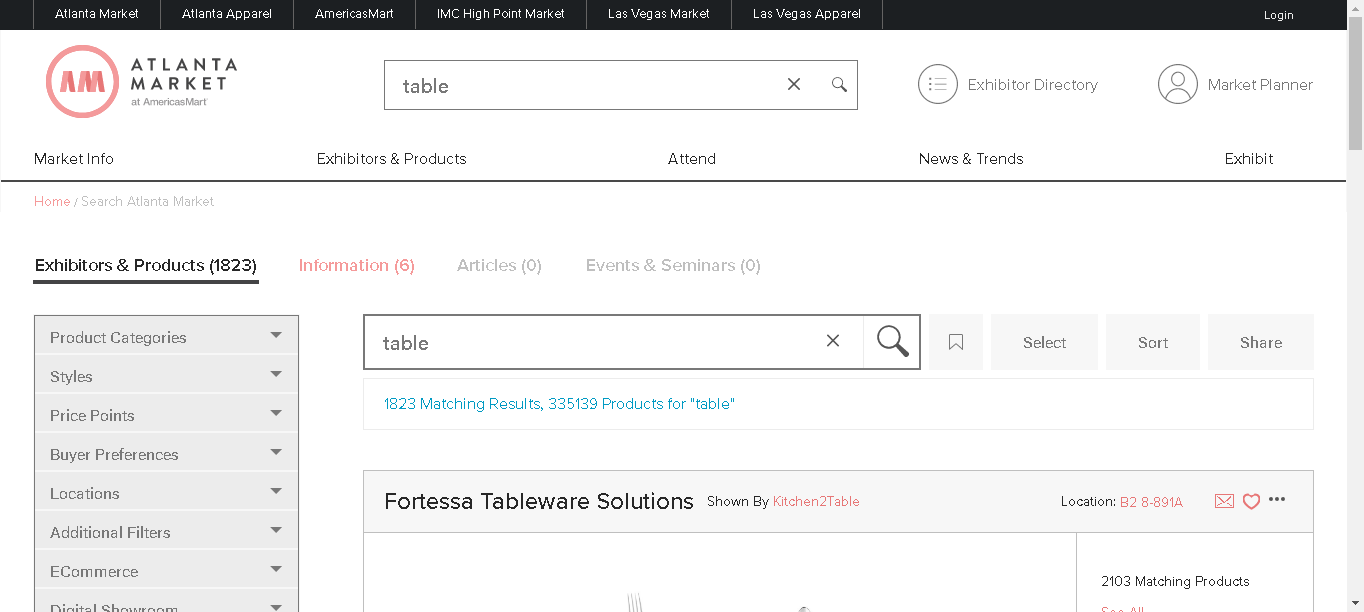 Atlanta Market
Atlanta Apparel
AmericasMart
IMC High Point Market
Las Vegas Market
Las Vegas Apparel
Login
AM ATLANTA
MARKET
at AmericasMart
table
Exhibitor Directory
Market Planner
Market Info
Exhibitors & Products
Attend
News & Trends
Exhibit
Home / Search Atlanta Market
Exhibitors & Products (1823)
Information (6)
Articles (0)
Events & Seminars (0)
Product Categories
Styles
Price Points
Buyer Preferences
Locations
Additional Filters
ECommerce
Digital Showroom
table
Select
Sort
Share
1823 Matching Results, 335139 Products for "table"
Fortessa Tableware Solutions Shown By Kitchen2Table
Location: B2 8-891A
2103 Matching Products
See All